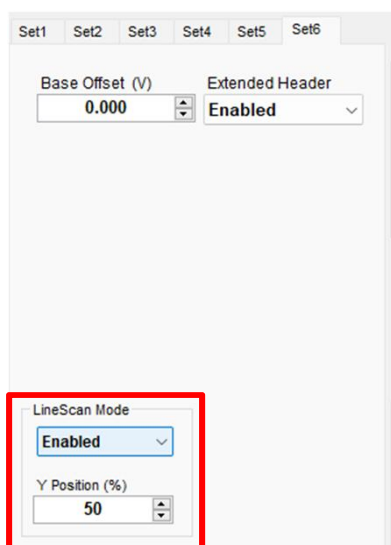 Set1 Set2 Set3 Set4 Set5 Set6
Base Offset (V) Extended Header
0.000 Enabled
LineScan Mode
Enabled
Y Position (%)
50